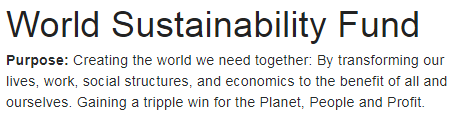 World Sustainability Fund
Purpose: Creating the world we need together: By transforming our
lives, work, social structures, and economics to the benefit of all and
ourselves. Gaining a tripple win for the Planet, People and Profit.